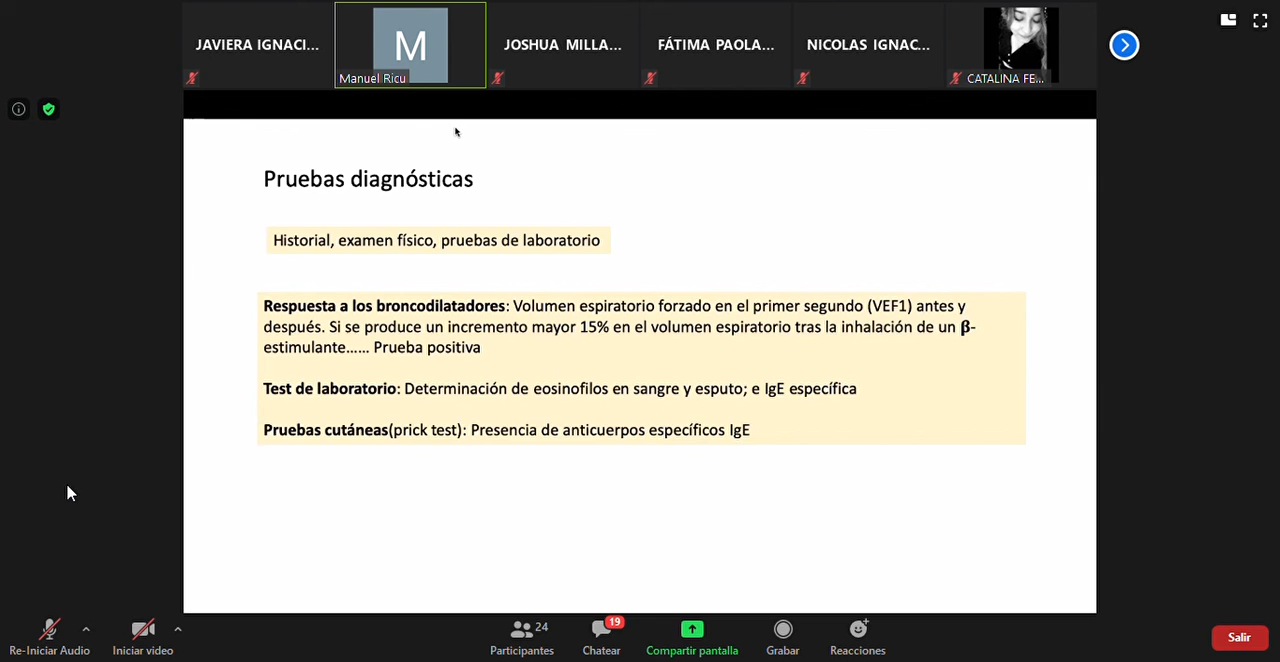 JAVIERA IGNACI...
M
Manuel Ricu
JOSHUA MILLA...
FÁTIMA PAOLA...
NICOLAS IGNAC...
CATALINA FE...
Pruebas diagnósticas
Historial, examen físico, pruebas de laboratorio
Respuesta a los broncodilatadores: Volumen espiratorio forzado en el primer segundo (VEF1) antes y
después. Si se produce un incremento mayor 15% en el volumen espiratorio tras la inhalación de un β-
estimulante...... Prueba positiva
Test de laboratorio: Determinación de eosinofilos en sangre y esputo; e IgE específica
Pruebas cutáneas(prick test): Presencia de anticuerpos específicos IgE
Re-Iniciar Audio
Iniciar video
24
Participantes
19
Chatear
Compartir pantalla
Grabar
Reacciones
Salir